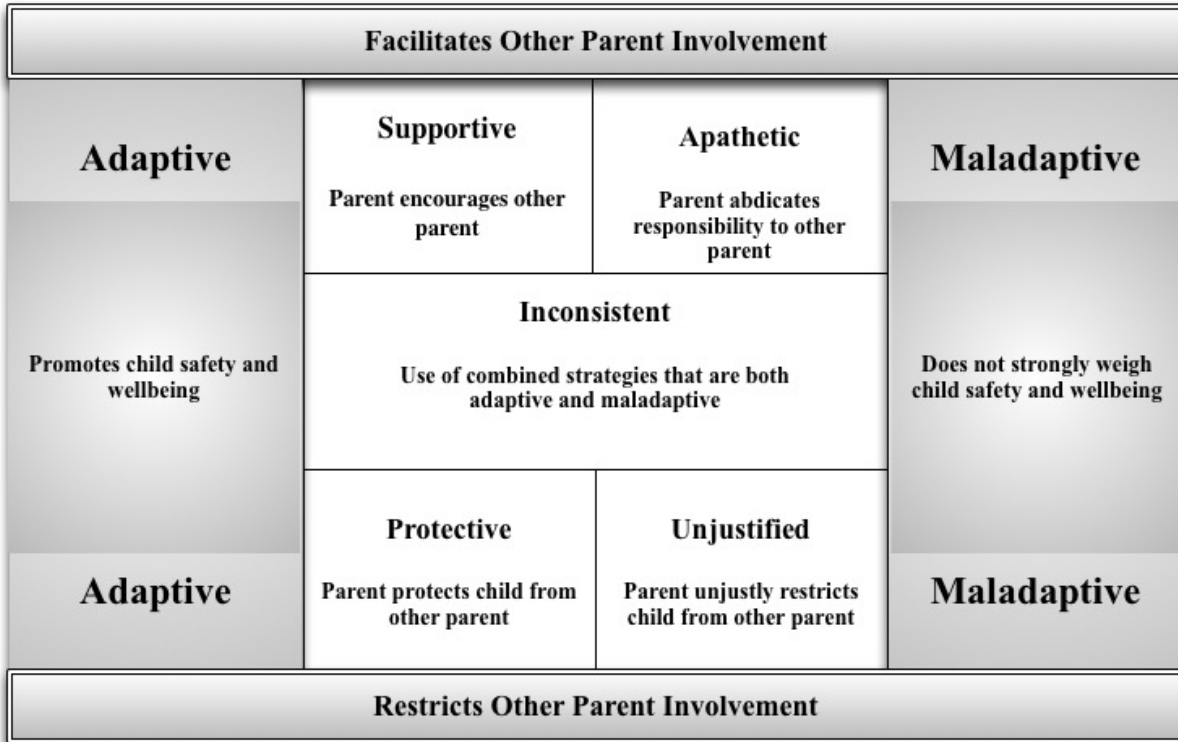 Facilitates Other Parent Involvement
Adaptive
Supportive
Parent encourages other
parent
Apathetic
Parent abdicates
responsibility to other
parent
Maladaptive
Promotes child safety and
wellbeing
Inconsistent
Use of combined strategies that are both
adaptive and maladaptive
Does not strongly weigh
child safety and wellbeing
Adaptive
Protective
Parent protects child from
other parent
Unjustified
Parent unjustly restricts
child from other parent
Maladaptive
Restricts Other Parent Involvement